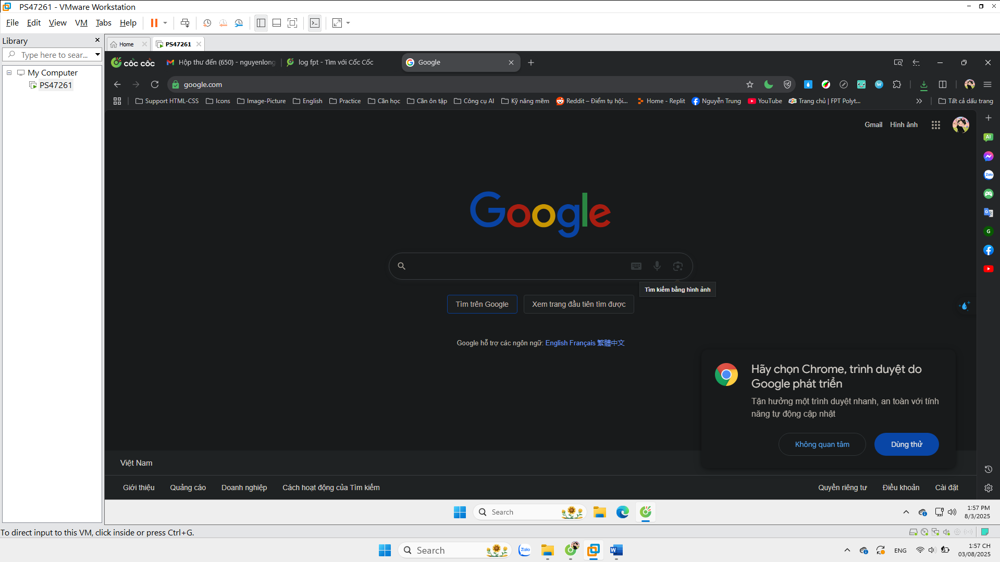 PS47261 - VMware Workstation
File Edit View VM Tabs Help
Library
Type here to sear...
My Computer
PS47261
Home
PS47261
cốc cốc
Hộp thư đến (650) - nguyenlong
log fpt - Tìm với Cốc Cốc
Google
google.com
Support HTML-CSS
Icons
Image-Picture
English
Practice
Cần học
Cần ôn tập
Công cụ AI
Kỹ năng mềm
Reddit – Điểm tụ hội...
Home - Replit
Nguyễn Trung
YouTube
Trang chủ | FPT Polyt...
Tất cả dấu trang
Gmail
Hình ảnh
AI
Zalo
G
Google
Tìm kiếm bằng hình ảnh
Tìm trên Google
Xem trang đầu tiên tìm được
Google hỗ trợ các ngôn ngữ: English Français 繁體中文
Hãy chọn Chrome, trình duyệt do
Google phát triển
Tận hưởng một trình duyệt nhanh, an toàn với tính
năng tự động cập nhật
Không quan tâm
Dùng thử
Việt Nam
Giới thiệu
Quảng cáo
Doanh nghiệp
Cách hoạt động của Tìm kiếm
Quyền riêng tư
Điều khoản
Cài đặt
Search
1:57 PM
8/3/2025
To direct input to this VM, click inside or press Ctrl+G.
Search
Zalo
ENG
1:57 CH
03/08/2025